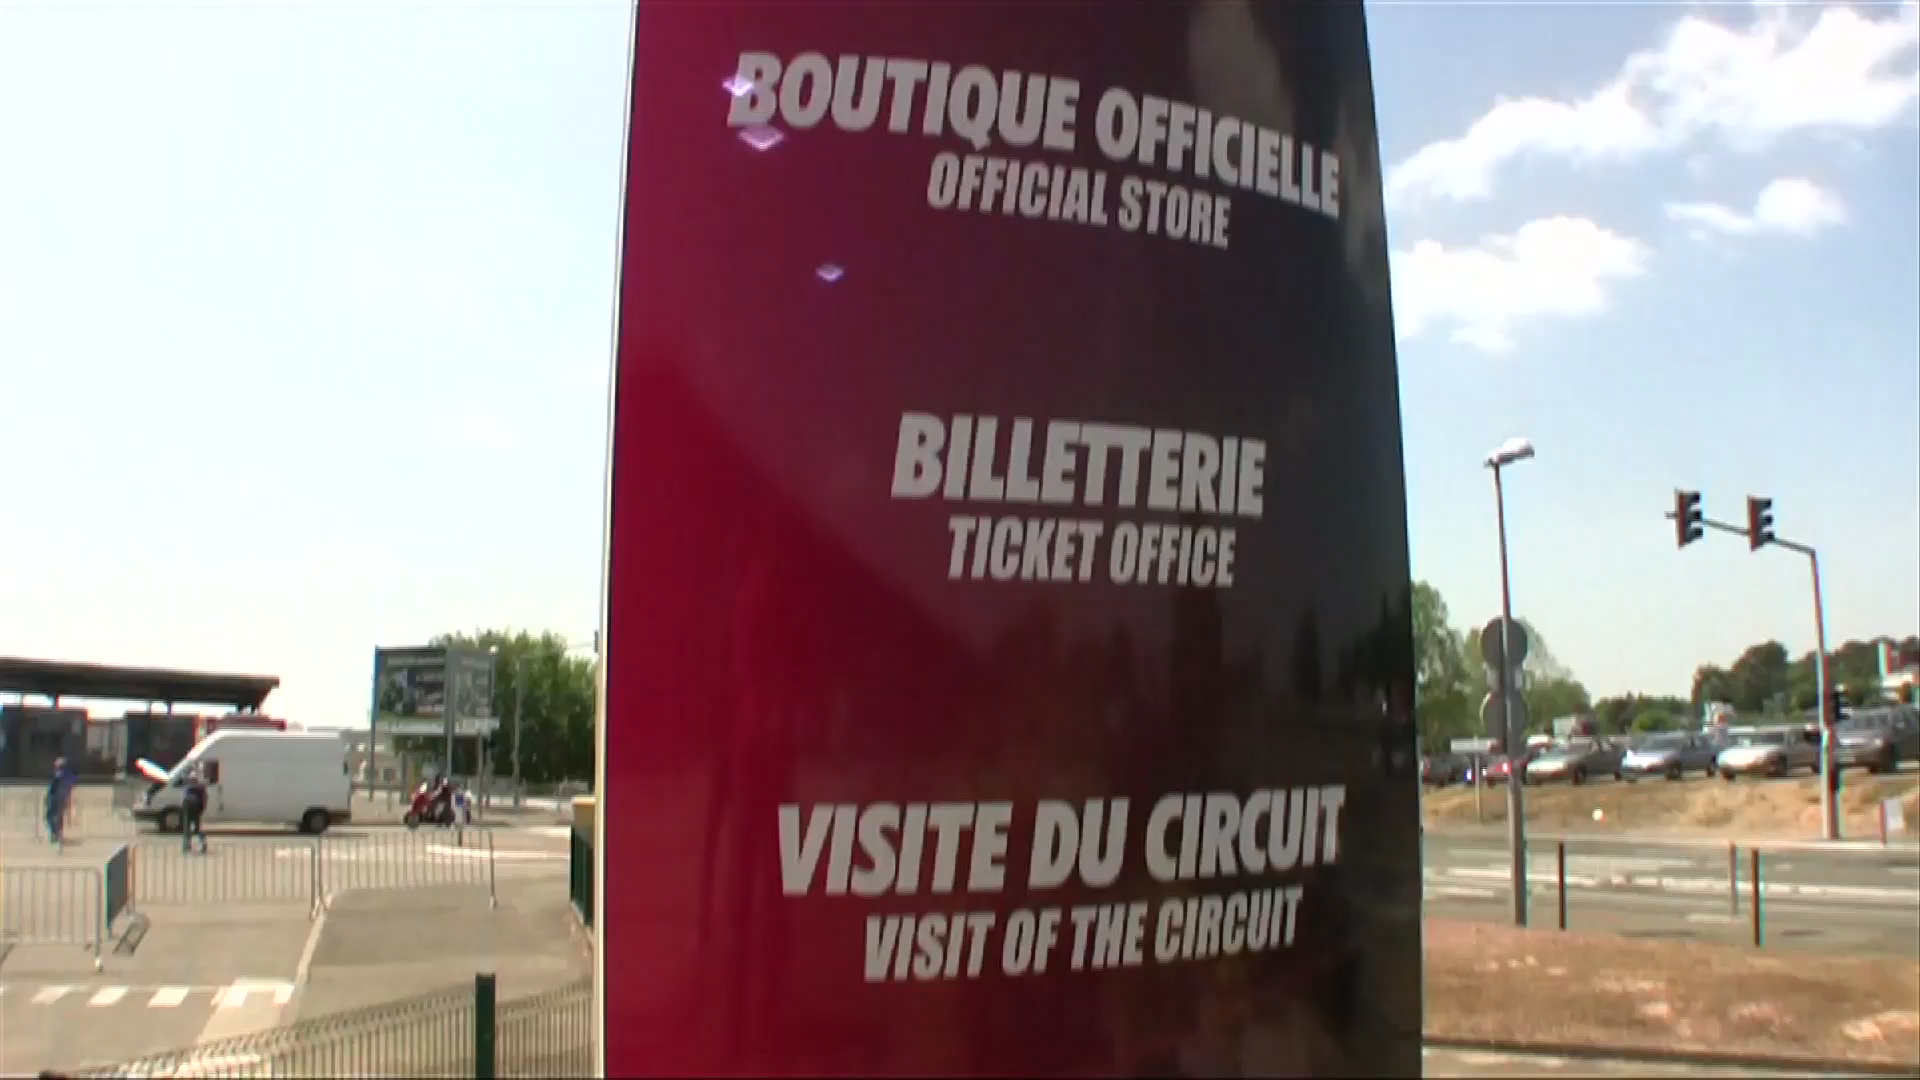 BOUTIQUE OFFICIELLE
OFFICIAL STORE
BILLETTERIE
TICKET OFFICE
VISITE DU CIRCUIT
VISIT OF THE CIRCUIT